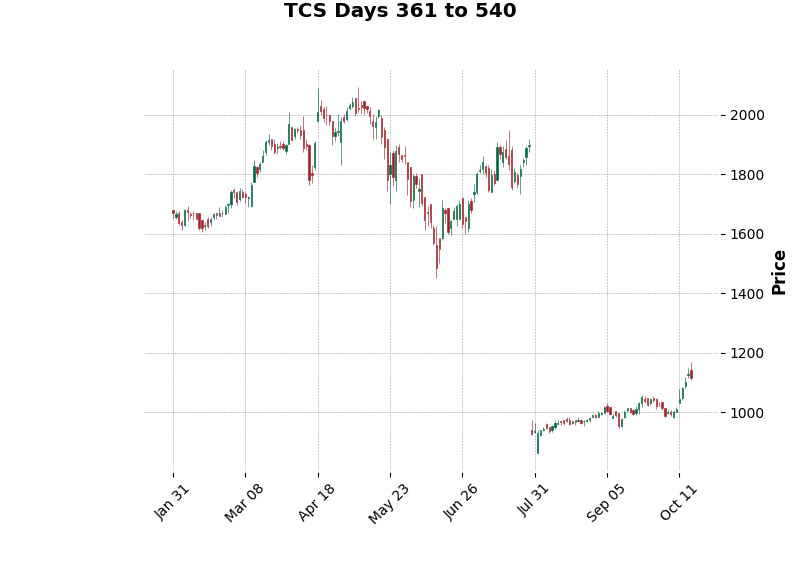 TCS Days 361 to 540
2000
1800
1600
1400
1200
1000
Price
Jan 31
Mar 08
Apr 18
May 23
Jun 26
Jul 31
Sep 05
Oct 11